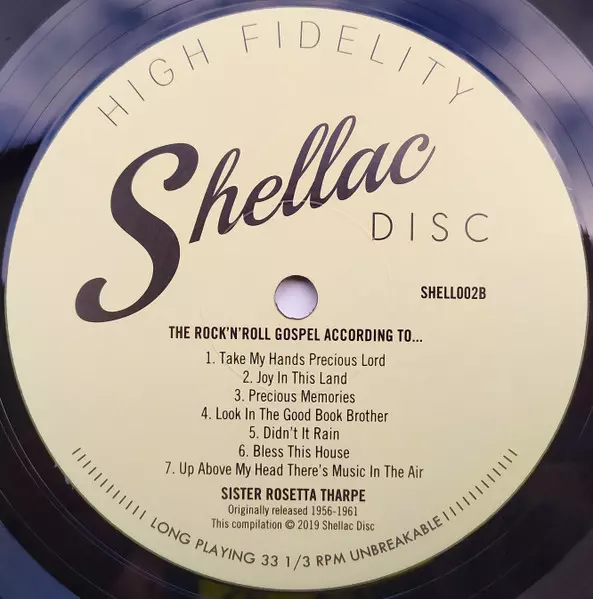 HIGH FIDELITY
Shellac
DISC
SHELL002B
THE ROCK'N'ROLL GOSPEL ACCORDING TO...
1. Take My Hands Precious Lord
2. Joy In This Land
3. Precious Memories
4. Look In The Good Book Brother
5. Didn't It Rain
6. Bless This House
7. Up Above My Head There's Music In The Air
SISTER ROSETTA THARPE
Originally released 1956-1961
This compilation © 2019 Shellac Disc
LONG PLAYING 33 1/3 RPM UNBREAKABLE